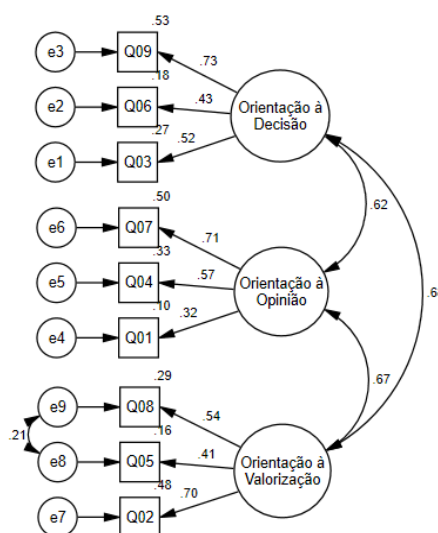 .53
e3 Q09 .73
.18
e2 Q06 .43
Orientação à
Decisão
.27
e1 Q03 .52
.62
.50
e6 Q07 .71
.33
e5 Q04 .57
Orientação à
Opinião
.6
.10
e4 Q01 .32
.67
.29
e9 Q08 .54
.21
.16
e8 Q05 .41
Orientação à
Valorização
.48
e7 Q02 .70